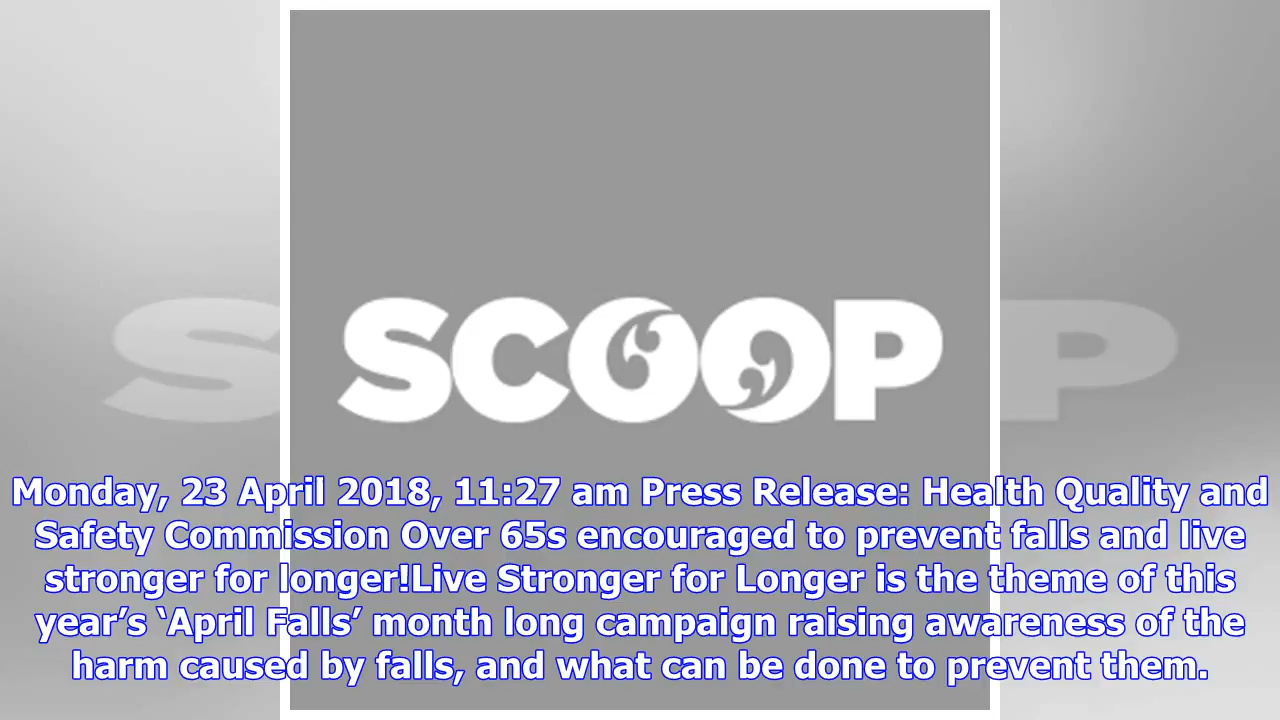 SCOOP
Monday, 23 April 2018, 11:27 am Press Release: Health Quality and
Safety Commission Over 65s encouraged to prevent falls and live
stronger for longer!Live Stronger for Longer is the theme of this
year’s ‘April Falls’ month long campaign raising awareness of the
harm caused by falls, and what can be done to prevent them.